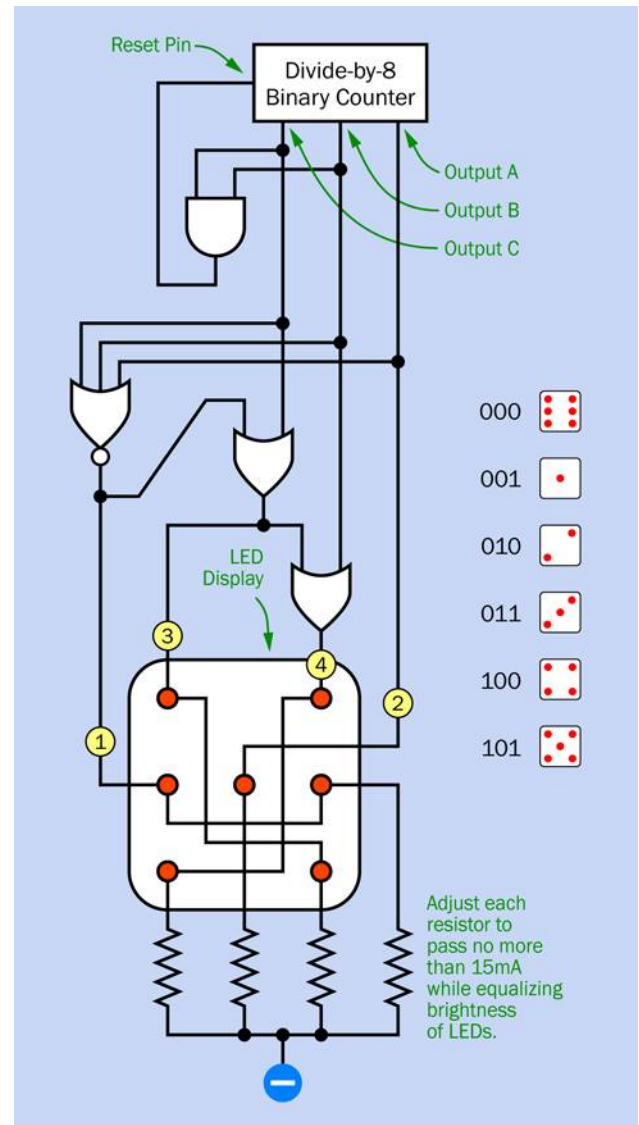 Reset Pin
Divide-by-8
Binary Counter
Output A
Output B
Output C
000
001
010
011
100
101
LED
Display
3
4
2
1
Adjust each
resistor to
pass no more
than 15mA
while equalizing
brightness
of LEDs.